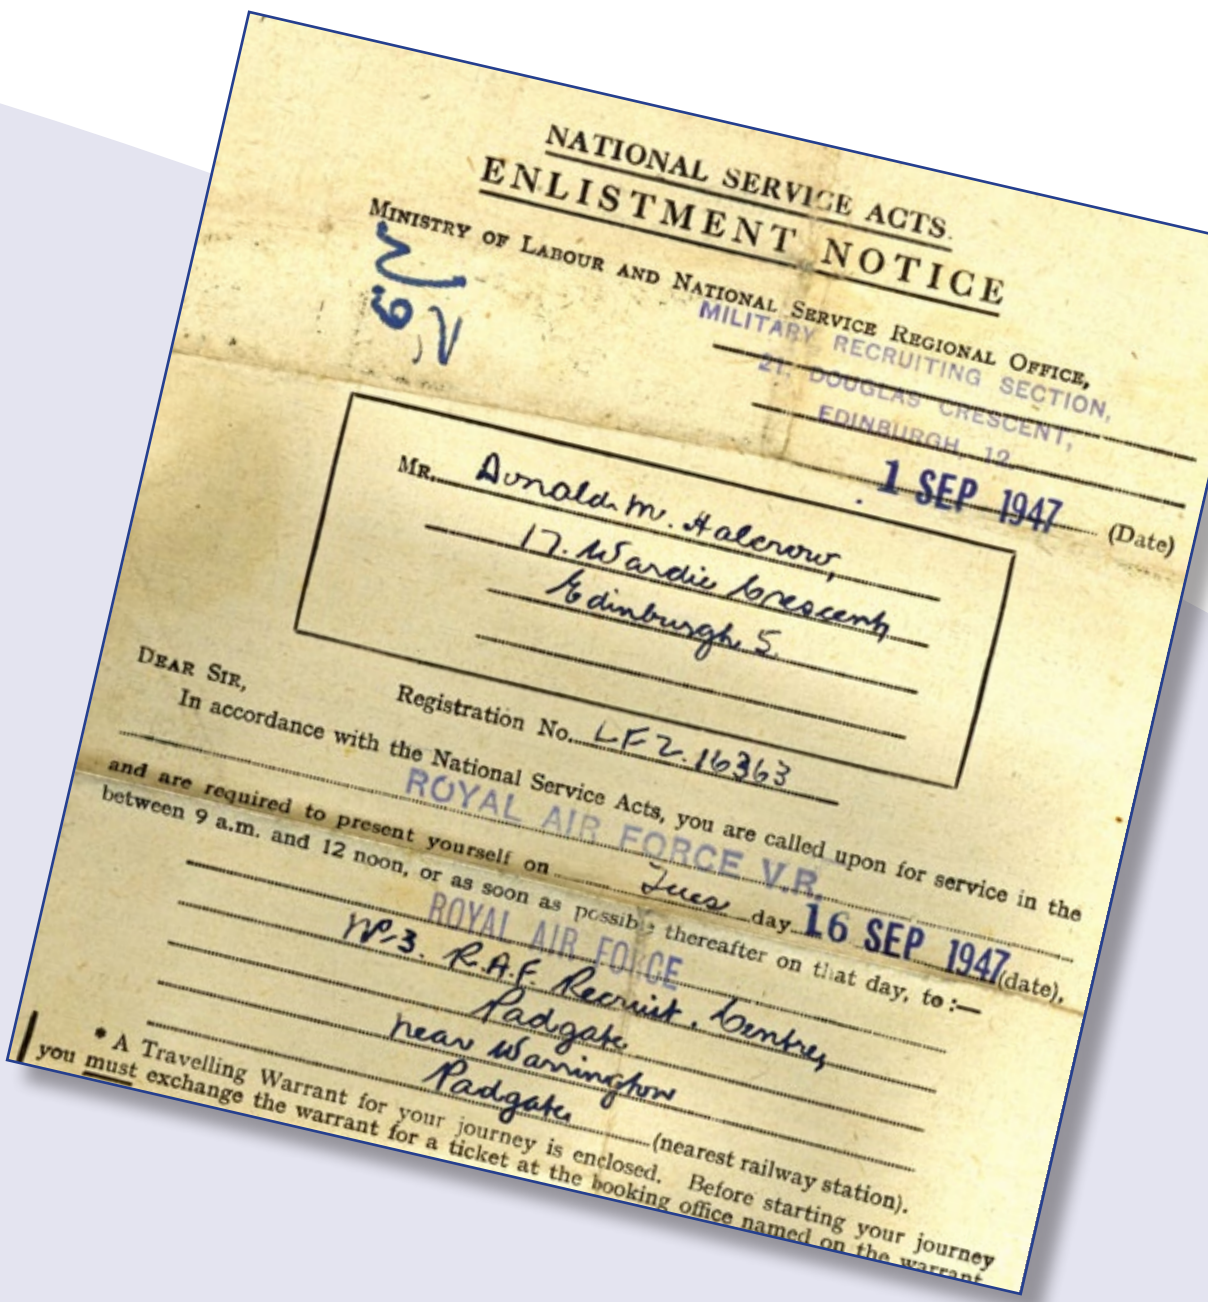 NATIONAL SERVICE ACTS.
ENLISTMENT NOTICE
MINISTRY OF LABOUR AND NATIONAL SERVICE REGIONAL OFFICE,
MILITARY RECRUITING SECTION,
21. DOUGLAS CRESCENT,
EDINBURGH, 12.
1 SEP 1947 (Date)
MR. Donald. M. Halcrow,
17. Wardie Crescent,
Edinburgh 5.
Registration No. LFZ.16363
DEAR SIR,
In accordance with the National Service Acts, you are called upon for service in the
ROYAL AIR FORCE V.R.
and are required to present yourself on Tues day 16 SEP 1947 (date),
between 9 a.m. and 12 noon, or as soon as possible thereafter on that day, to :—
ROYAL AIR FORCE
Nº3. R.A.F. Recruit. Centre,
Padgate
near Warrington
Padgate (nearest railway station).
* A Travelling Warrant for your journey is enclosed. Before starting your journey
you must exchange the warrant for a ticket at the booking office named on the warrant